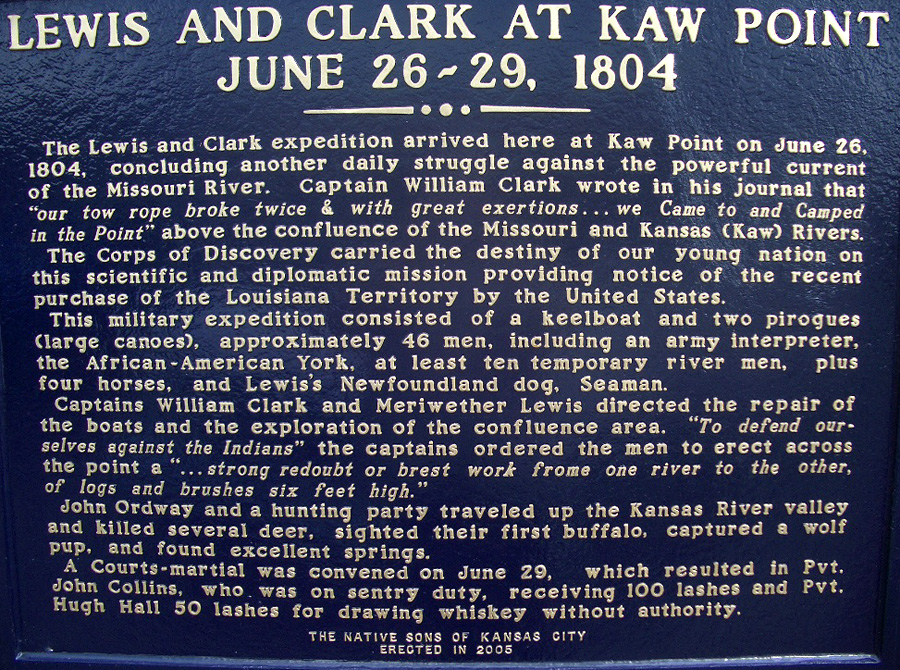 LEWIS AND CLARK AT KAW POINT
JUNE 26~29, 1804
The Lewis and Clark expedition arrived here at Kaw Point on June 26,
1804, concluding another daily struggle against the powerful current
of the Missouri River. Captain William Clark wrote in his journal that
"our tow rope broke twice & with great exertions...we Came to and Camped
in the Point" above the confluence of the Missouri and Kansas (Kaw) Rivers.
The Corps of Discovery carried the destiny of our young nation on
this scientific and diplomatic mission providing notice of the recent
purchase of the Louisiana Territory by the United States.
This military expedition consisted of a keelboat and two pirogues
(large canoes), approximately 46 men, including an army interpreter,
the African-American York, at least ten temporary river men, plus
four horses, and Lewis's Newfoundland dog, Seaman.
Captains William Clark and Meriwether Lewis directed the repair of
the boats and the exploration of the confluence area. "To defend our-
selves against the Indians" the captains ordered the men to erect across
the point a "...strong redoubt or brest work frome one river to the other,
of logs and brushes six feet high."
John Ordway and a hunting party traveled up the Kansas River valley
and killed several deer, sighted their first buffalo, captured a wolf
pup, and found excellent springs.
A Courts-martial was convened on June 29, which resulted in Pvt.
John Collins, who was on sentry duty, receiving 100 lashes and Pvt.
Hugh Hall 50 lashes for drawing whiskey without authority.
THE NATIVE SONS OF KANSAS CITY
ERECTED IN 2005